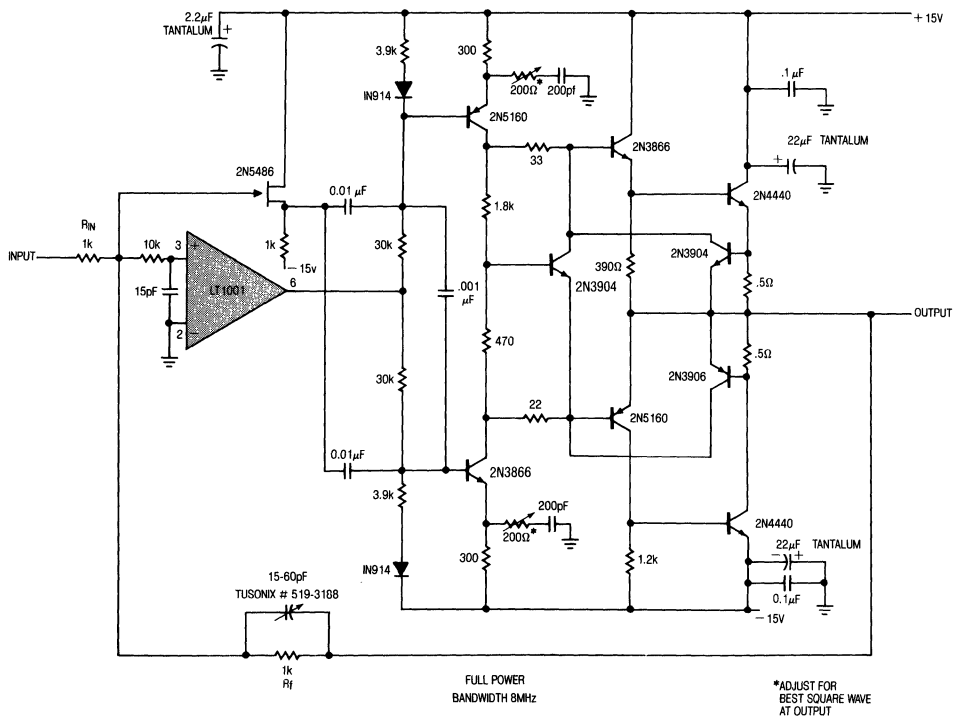 2.2µF
TANTALUM
+
+ 15V
3.9k
300
IN914
200Ω*
200pf
.1 µF
2N5160
2N3866
22µF TANTALUM
+
33
2N5486
0.01 µF
2N4440
1.8k
RIN
1k
10k
3
+
1k
– 15v
30k
2N3904
INPUT
LT1001
6
390Ω
.5Ω
15pF
2N3904
.001
µF
2
–
OUTPUT
470
.5Ω
30k
2N3906
22
2N5160
0.01µF
2N3866
3.9k
200pF
2N4440
200Ω*
22µF
TANTALUM
– +
IN914
300
1.2k
0.1µF
15-60pF
TUSONIX # 519-3188
– 15V
1k
Rf
FULL POWER
BANDWIDTH 8MHz
*ADJUST FOR
BEST SQUARE WAVE
AT OUTPUT